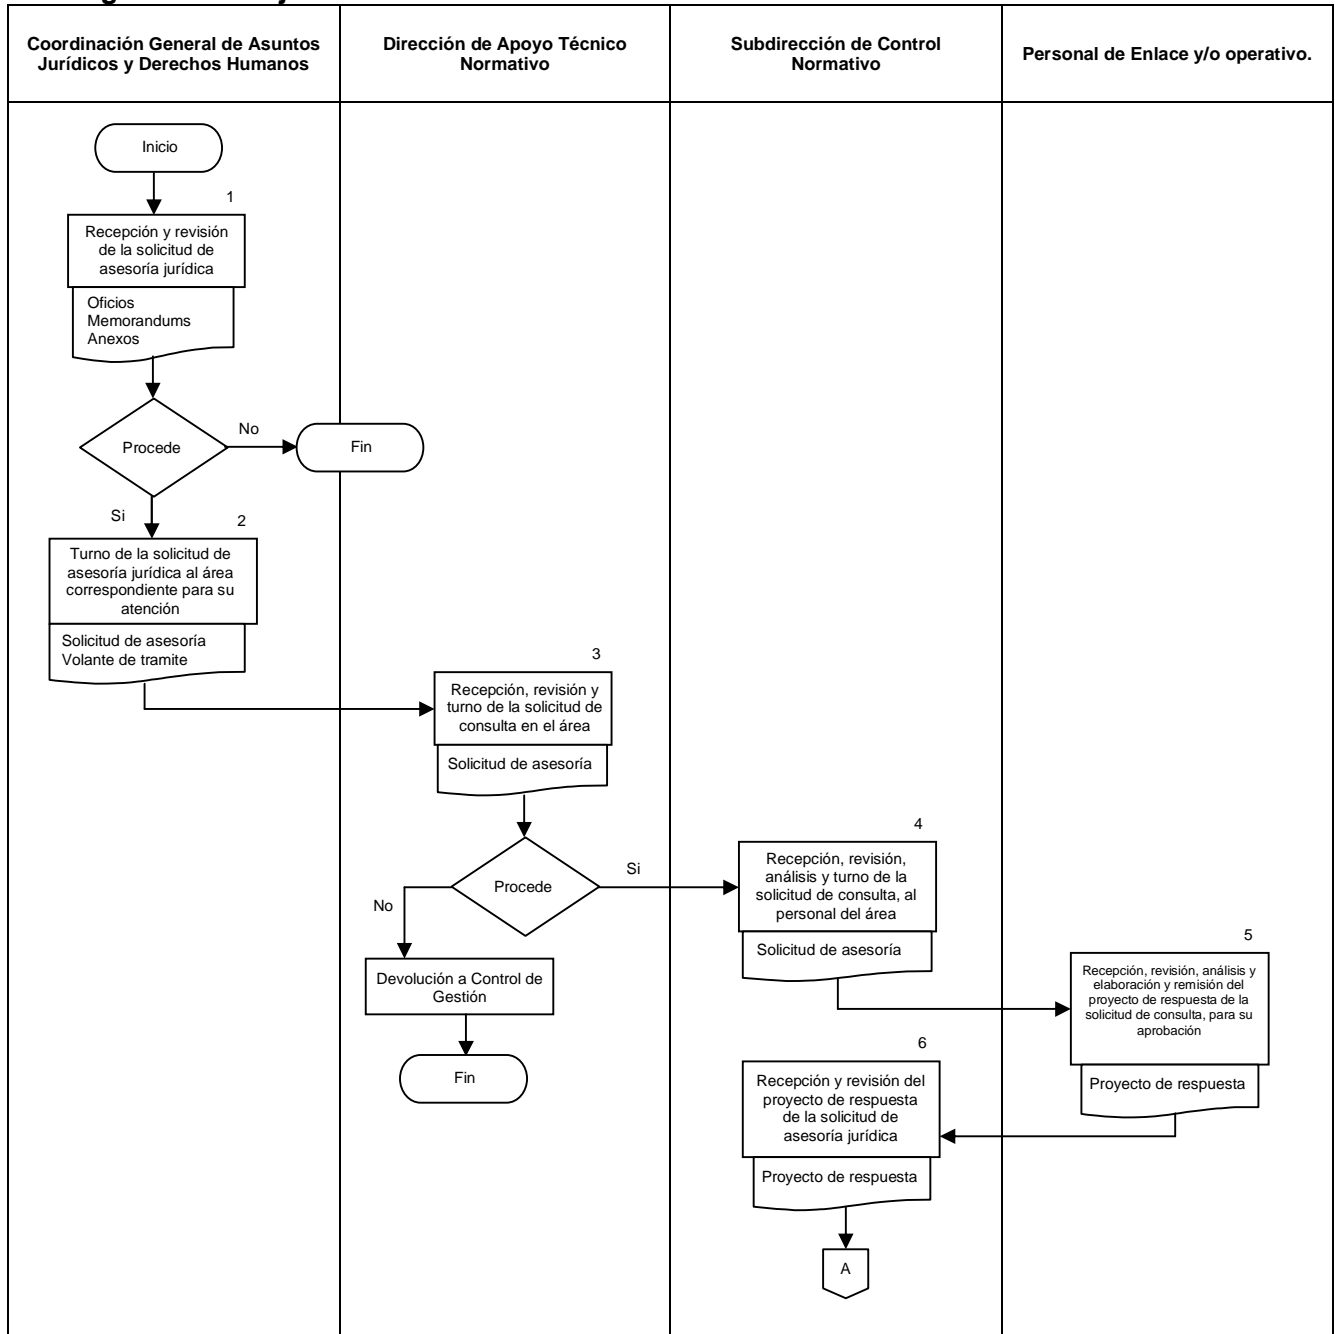 Coordinación General de Asuntos
Jurídicos y Derechos Humanos
Dirección de Apoyo Técnico
Normativo
Subdirección de Control
Normativo
Personal de Enlace y/o operativo.
Inicio
1
Recepción y revisión
de la solicitud de
asesoría jurídica
Oficios
Memorandums
Anexos
Procede
No
Fin
Si
2
Turno de la solicitud de
asesoría jurídica al área
correspondiente para su
atención
Solicitud de asesoría
Volante de tramite
3
Recepción, revisión y
turno de la solicitud de
consulta en el área
Solicitud de asesoría
Procede
Si
No
Devolución a Control de
Gestión
Fin
4
Recepción, revisión,
análisis y turno de la
solicitud de consulta, al
personal del área
Solicitud de asesoría
5
Recepción, revisión, análisis y
elaboración y remisión del
proyecto de respuesta de la
solicitud de consulta, para su
aprobación
Proyecto de respuesta
6
Recepción y revisión del
proyecto de respuesta
de la solicitud de
asesoría jurídica
Proyecto de respuesta
A